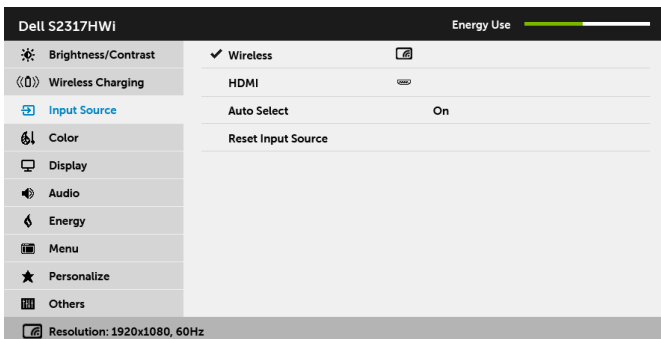 Dell S2317HWi
Energy Use
Brightness/Contrast
Wireless Charging
Input Source
Color
Display
Audio
Energy
Menu
Personalize
Others
Wireless
HDMI
Auto Select On
Reset Input Source
Resolution: 1920x1080, 60Hz